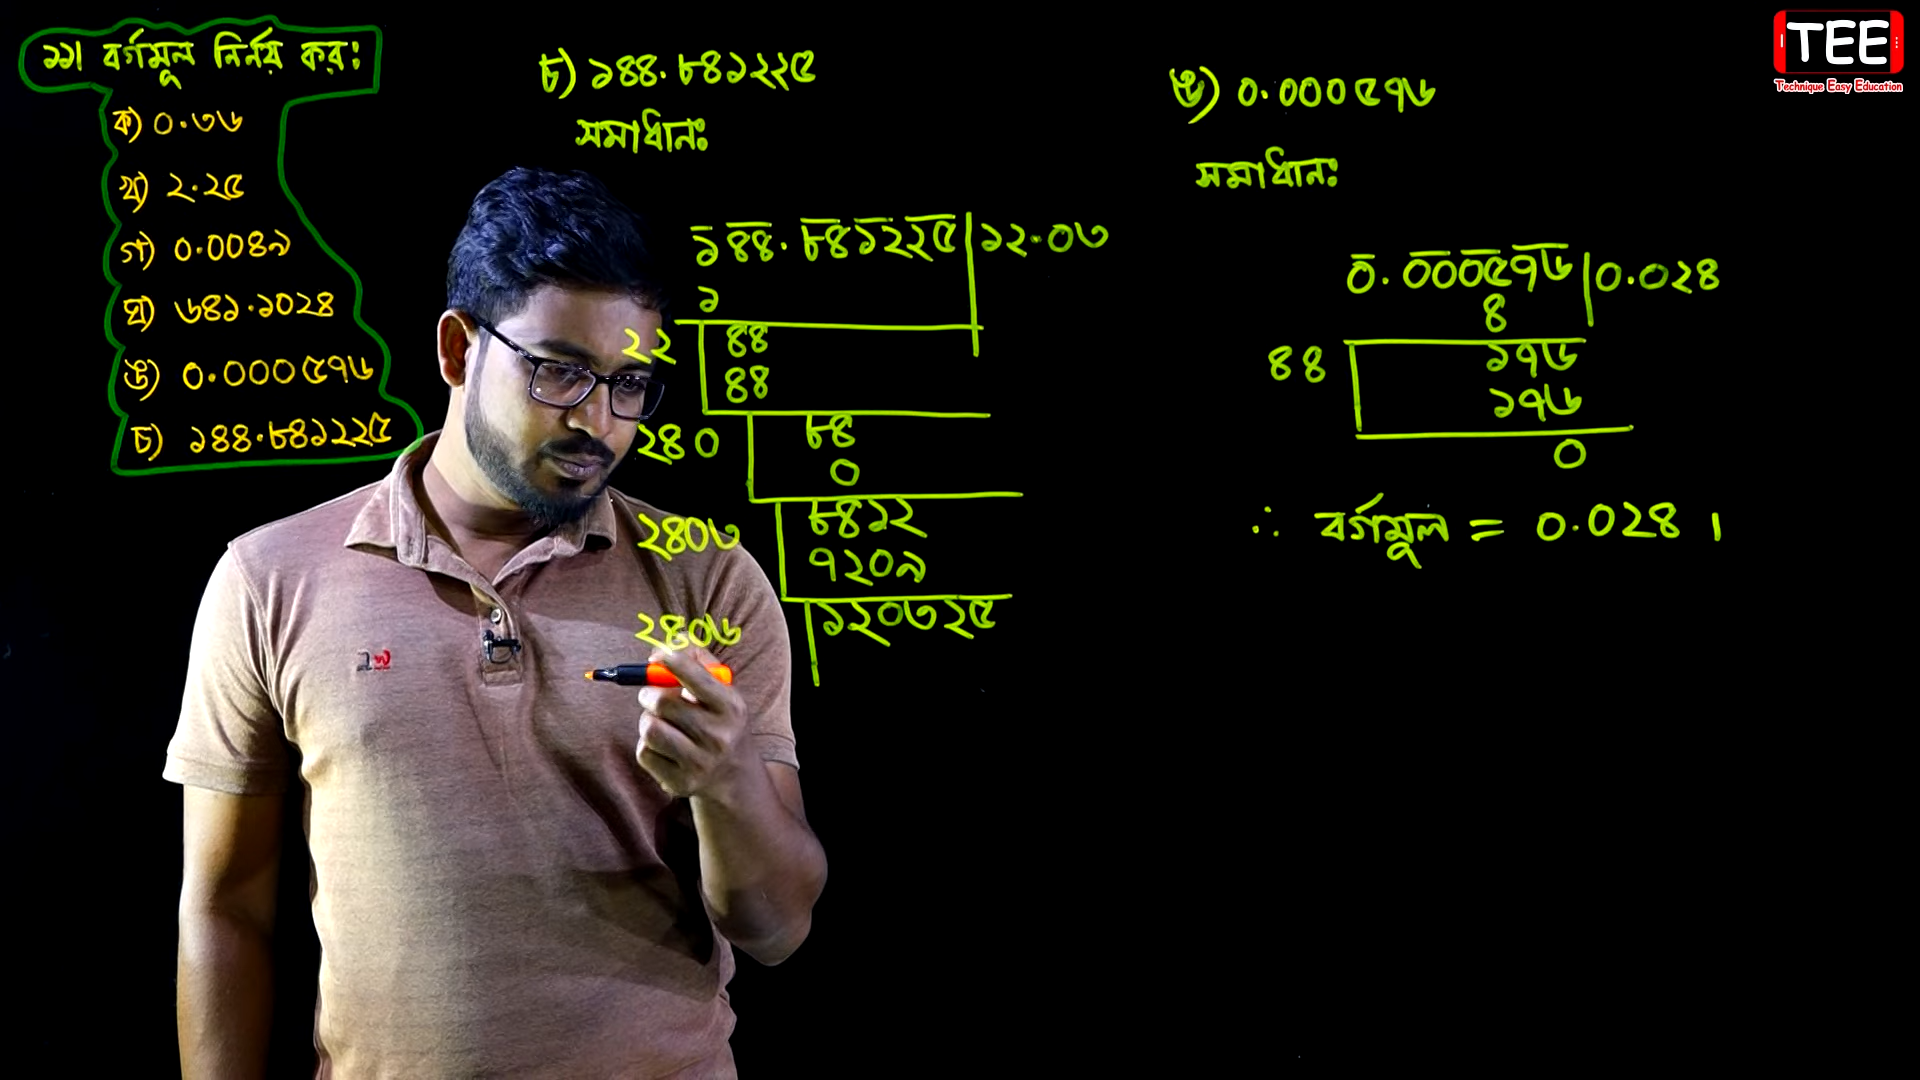 ১১। বর্গমূল নির্নয় কর:
ক) ০.৩৬
খ) ২.২৫
গ) ০.০০৪৯
ঘ) ৬৪১.১০২৪
ঙ) ০.০০০৫৭৬
চ) ১৪৪.৮৪১২২৫
চ) ১৪৪.৮৪১২২৫
সমাধানঃ
১৪৪.৮৪১২২৫ ১২.০৩
১
২২ ৪৪
৪৪
২৪০ ৮৪
০
২৪০৩ ৮৪১২
৭২০৯
২৪০৬ ১২০৩২৫
ঙ) ০.০০০৫৭৬
সমাধানঃ
০.০০০৫৭৬ ০.০২৪
৪
৪৪ ১৭৬
১৭৬
০
∴ বর্গমূল = ০.০২৪।
TEE
Technique Easy Education